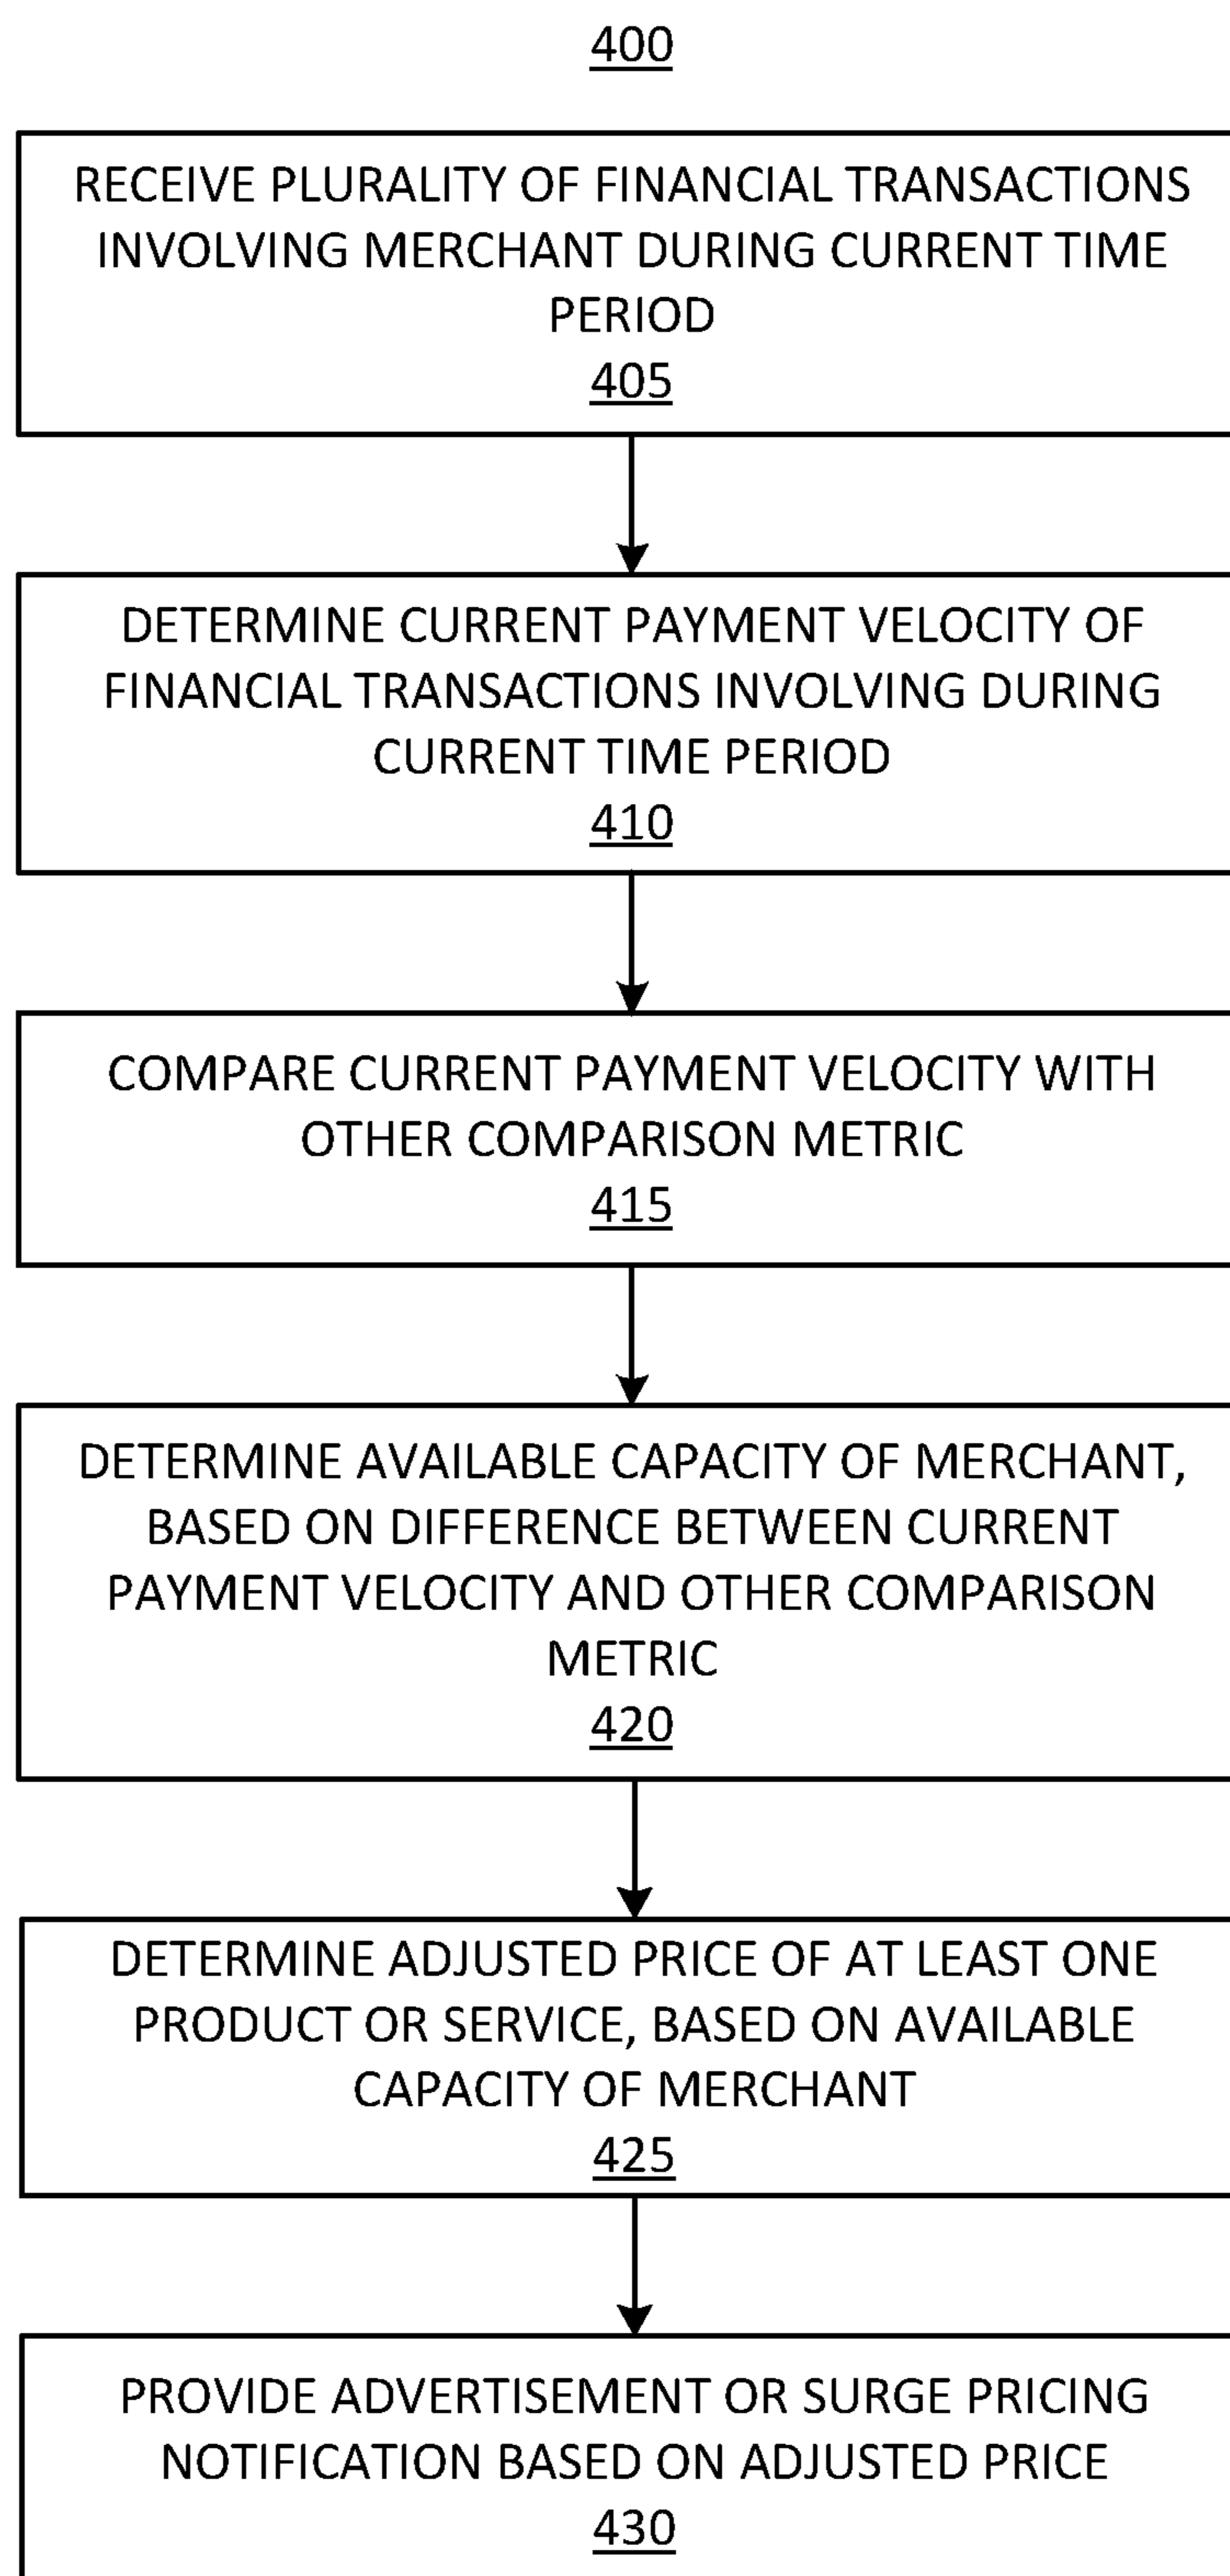 400
RECEIVE PLURALITY OF FINANCIAL TRANSACTIONS
INVOLVING MERCHANT DURING CURRENT TIME
PERIOD
405
DETERMINE CURRENT PAYMENT VELOCITY OF
FINANCIAL TRANSACTIONS INVOLVING DURING
CURRENT TIME PERIOD
410
COMPARE CURRENT PAYMENT VELOCITY WITH
OTHER COMPARISON METRIC
415
DETERMINE AVAILABLE CAPACITY OF MERCHANT,
BASED ON DIFFERENCE BETWEEN CURRENT
PAYMENT VELOCITY AND OTHER COMPARISON
METRIC
420
DETERMINE ADJUSTED PRICE OF AT LEAST ONE
PRODUCT OR SERVICE, BASED ON AVAILABLE
CAPACITY OF MERCHANT
425
PROVIDE ADVERTISEMENT OR SURGE PRICING
NOTIFICATION BASED ON ADJUSTED PRICE
430